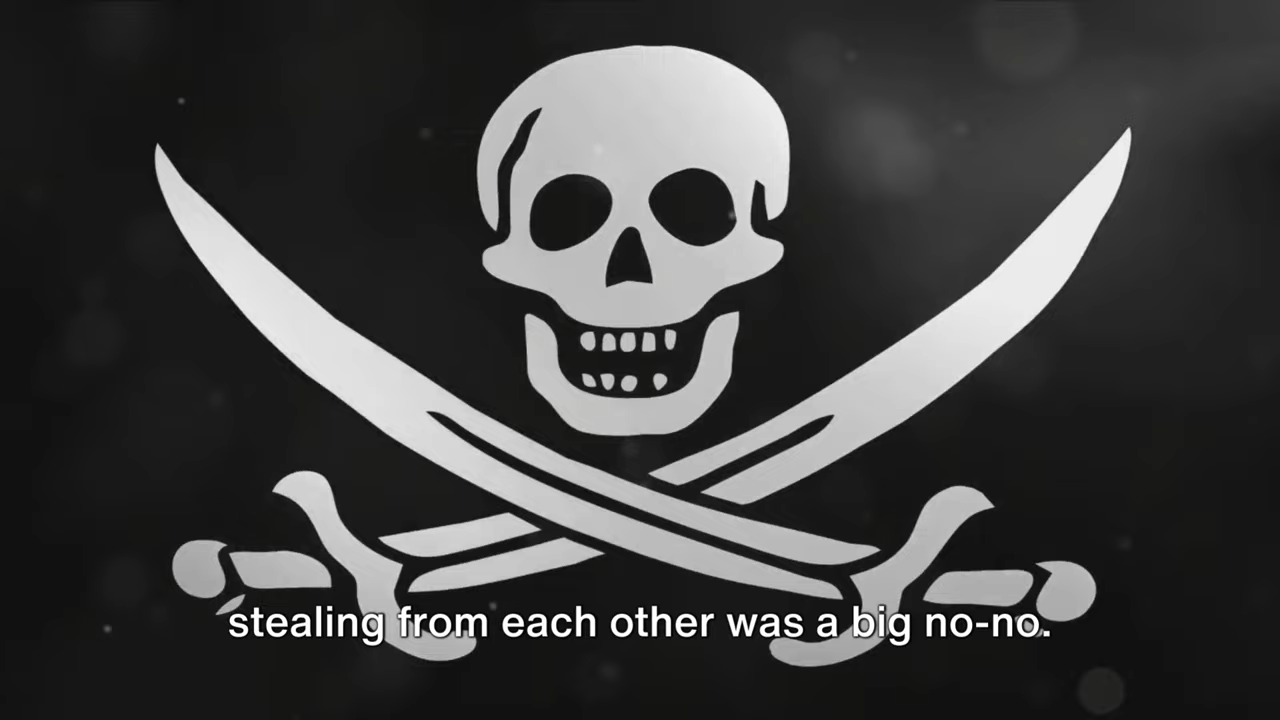 stealing from each other was a big no-no.